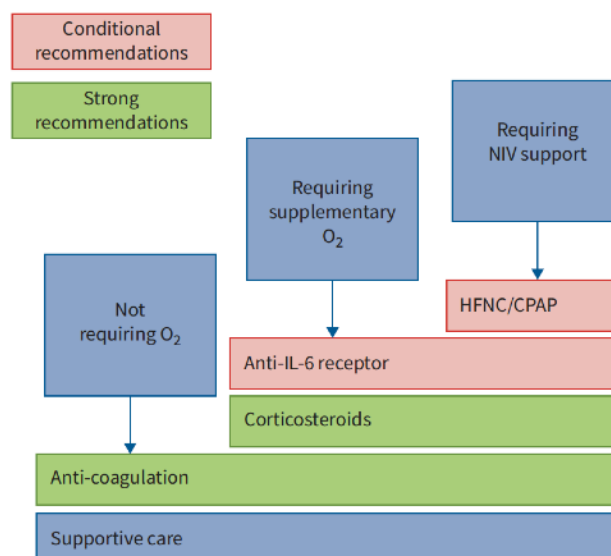 Conditional
recommendations
Strong
recommendations
Requiring
NIV support
Requiring
supplementary
O₂
Not
requiring O₂
HFNC/CPAP
Anti-IL-6 receptor
Corticosteroids
Anti-coagulation
Supportive care